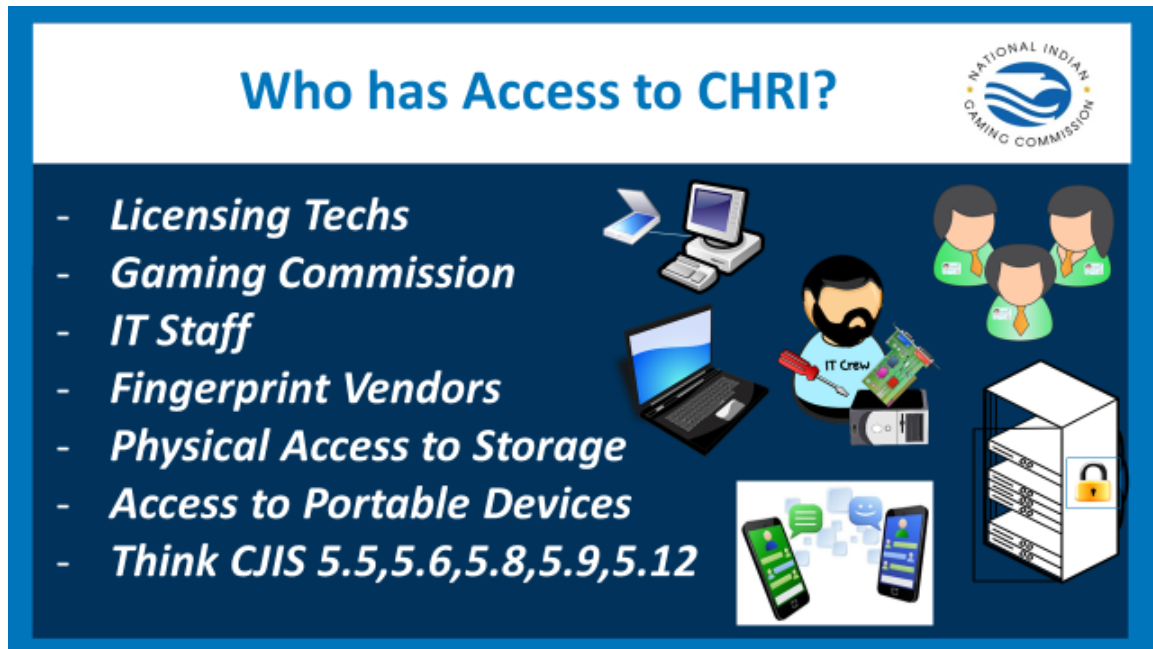 Who has Access to CHRI?
NATIONAL INDIAN
GAMING COMMISSION
- Licensing Techs
- Gaming Commission
- IT Staff
- Fingerprint Vendors
- Physical Access to Storage
- Access to Portable Devices
- Think CJIS 5.5,5.6,5.8,5.9,5.12
IT Crew